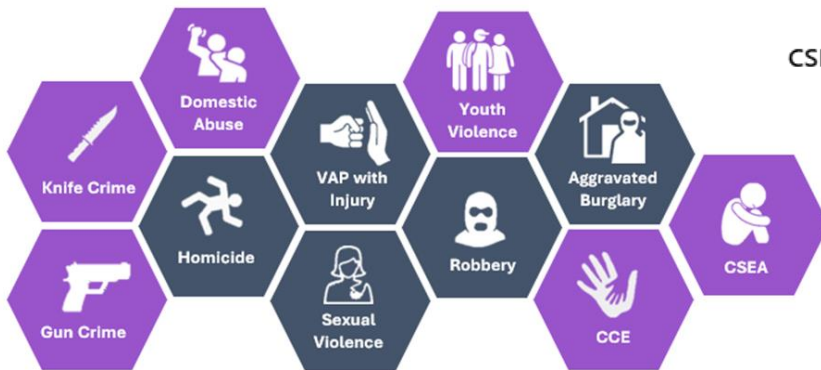 Domestic
Abuse
Youth
Violence
Knife Crime
VAP with
Injury
Aggravated
Burglary
Homicide
Robbery
CSEA
Gun Crime
Sexual
Violence
CCE